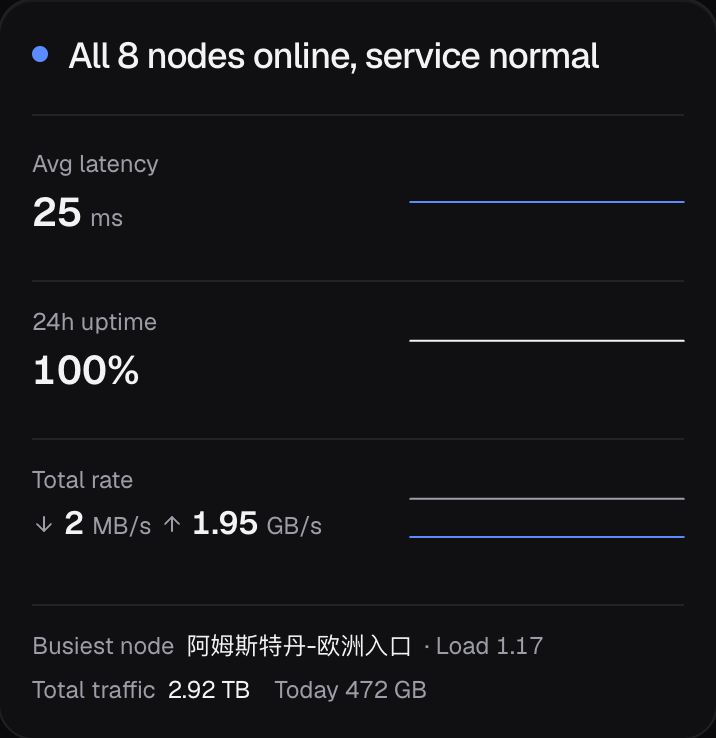 All 8 nodes online, service normal
Avg latency
25 ms
24h uptime
100%
Total rate
↓ 2 MB/s ↑ 1.95 GB/s
Busiest node 阿姆斯特丹-欧洲入口 · Load 1.17
Total traffic 2.92 TB Today 472 GB